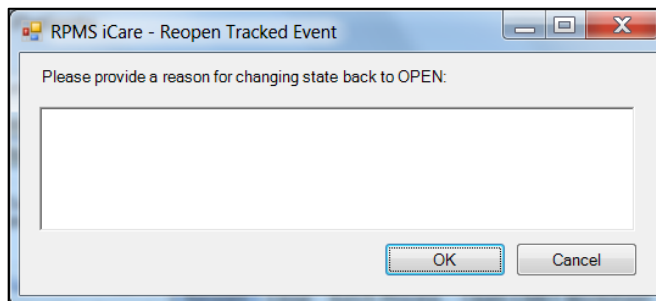 RPMS iCare - Reopen Tracked Event
Please provide a reason for changing state back to OPEN:
OK
Cancel